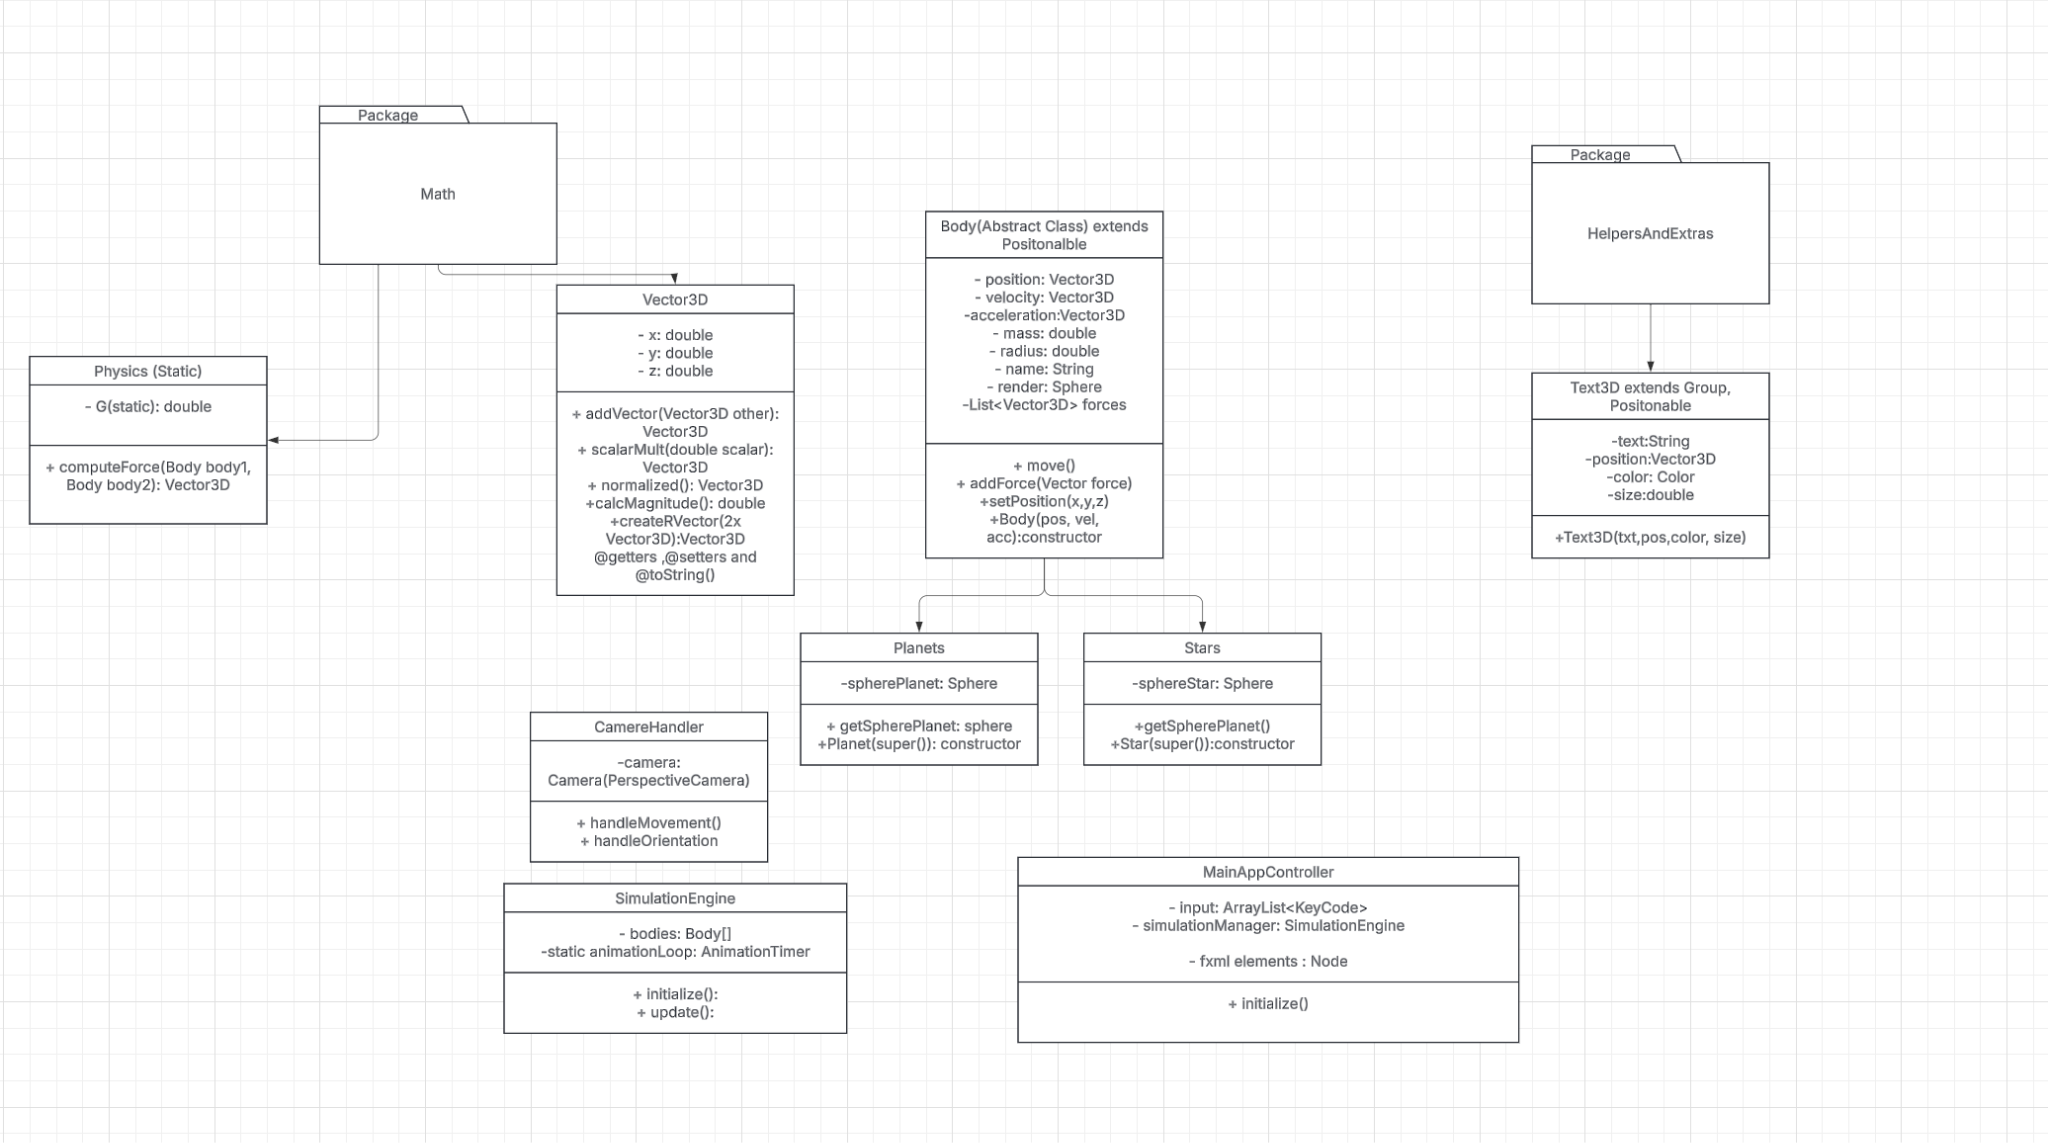 Package
Math
Package
HelpersAndExtras
Body(Abstract Class) extends
Positonalble
- position: Vector3D
- velocity: Vector3D
-acceleration:Vector3D
- mass: double
- radius: double
- name: String
- render: Sphere
-List<Vector3D> forces
+ move()
+ addForce(Vector force)
+setPosition(x,y,z)
+Body(pos, vel,
acc):constructor
Vector3D
- x: double
- y: double
- z: double
+ addVector(Vector3D other):
Vector3D
+ scalarMult(double scalar):
Vector3D
+ normalized(): Vector3D
+calcMagnitude(): double
+createRVector(2x
Vector3D):Vector3D
@getters ,@setters and
@toString()
Physics (Static)
- G(static): double
+ computeForce(Body body1,
Body body2): Vector3D
Text3D extends Group,
Positonable
-text:String
-position:Vector3D
-color: Color
-size:double
+Text3D(txt,pos,color, size)
Planets
-spherePlanet: Sphere
+ getSpherePlanet: sphere
+Planet(super()): constructor
Stars
-sphereStar: Sphere
+getSpherePlanet()
+Star(super()):constructor
CamereHandler
-camera:
Camera(PerspectiveCamera)
+ handleMovement()
+ handleOrientation
SimulationEngine
- bodies: Body[]
-static animationLoop: AnimationTimer
+ initialize():
+ update():
MainAppController
- input: ArrayList<KeyCode>
- simulationManager: SimulationEngine
- fxml elements : Node
+ initialize()